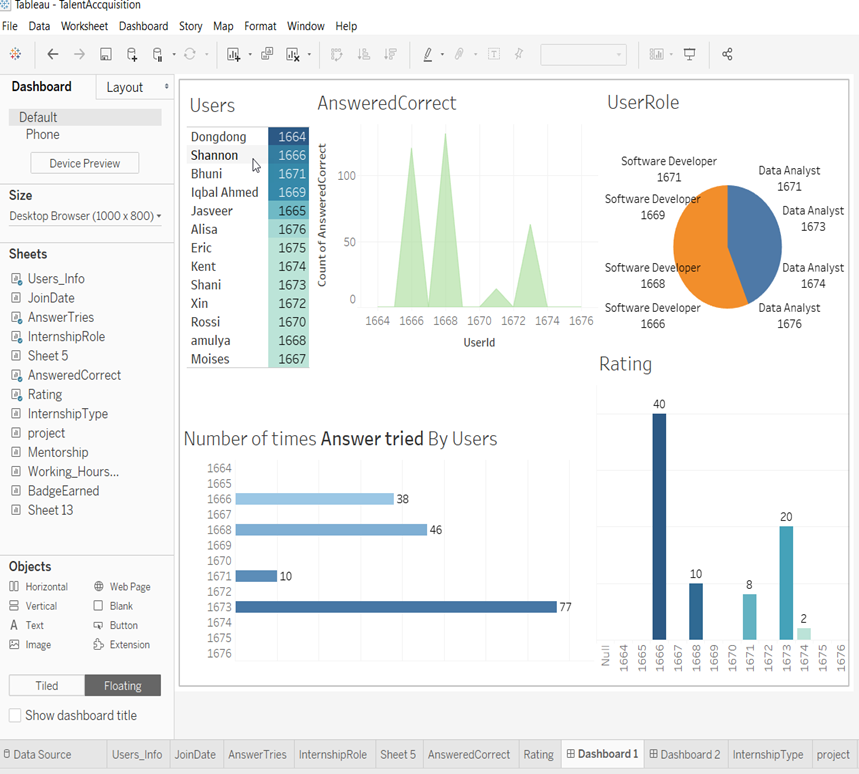 Tableau - TalentAccquisition
File Data Worksheet Dashboard Story Map Format Window Help
Dashboard Layout
Default
Phone
Device Preview
Size
Desktop Browser (1000 x 800)
Sheets
Users_Info
JoinDate
AnswerTries
InternshipRole
Sheet 5
AnsweredCorrect
Rating
InternshipType
project
Mentorship
Working_Hours...
BadgeEarned
Sheet 13
Objects
Horizontal Web Page
Vertical Blank
Text Button
Image Extension
Tiled Floating
Show dashboard title
Users
Dongdong 1664
Shannon 1666
Bhuni 1671
Iqbal Ahmed 1669
Jasveer 1665
Alisa 1676
Eric 1675
Kent 1674
Shani 1673
Xin 1672
Rossi 1670
amulya 1668
Moises 1667
AnsweredCorrect
Count of AnsweredCorrect
100
50
0
1664 1666 1668 1670 1672 1674 1676
UserId
UserRole
Software Developer
1671
Software Developer
1669
Software Developer
1668
Software Developer
1666
Data Analyst
1671
Data Analyst
1673
Data Analyst
1674
Data Analyst
1676
Number of times Answer tried By Users
1664
1665
1666 38
1667
1668 46
1669
1670
1671 10
1672
1673 77
1674
1675
1676
Rating
40
10
8
20
2
Null 1664 1665 1666 1667 1668 1669 1670 1671 1672 1673 1674 1675 1676
Data Source Users_Info JoinDate AnswerTries InternshipRole Sheet 5 AnsweredCorrect Rating Dashboard 1 Dashboard 2 InternshipType project